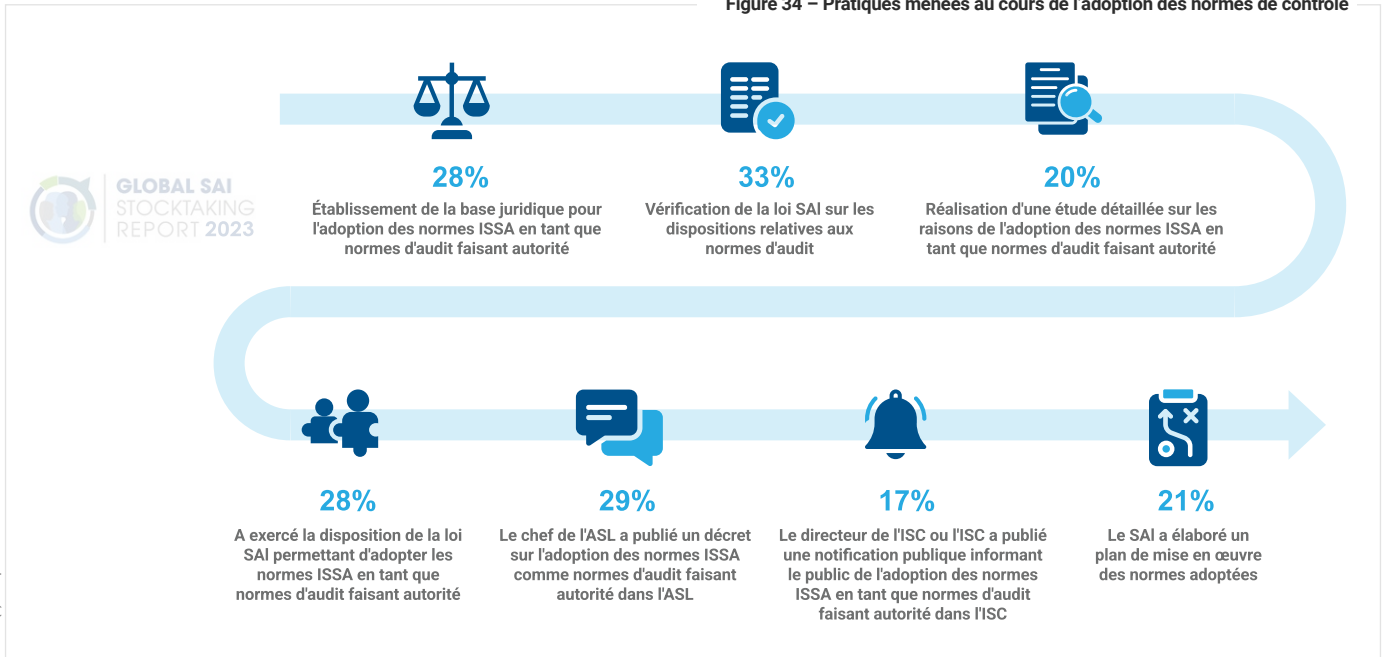 Figure 34 – Pratiques menées au cours de l'adoption des normes de contrôle
GLOBAL SAI
STOCKTAKING
REPORT 2023
28%
Établissement de la base juridique pour
l'adoption des normes ISSA en tant que
normes d'audit faisant autorité
33%
Vérification de la loi SAI sur les
dispositions relatives aux
normes d'audit
20%
Réalisation d'une étude détaillée sur les
raisons de l'adoption des normes ISSA en
tant que normes d'audit faisant autorité
28%
A exercé la disposition de la loi
SAI permettant d'adopter les
normes ISSA en tant que
normes d'audit faisant autorité
29%
Le chef de l'ASL a publié un décret
sur l'adoption des normes ISSA
comme normes d'audit faisant
autorité dans l'ASL
17%
Le directeur de l'ISC ou l'ISC a publié
une notification publique informant
le public de l'adoption des normes
ISSA en tant que normes d'audit
faisant autorité dans l'ISC
21%
Le SAI a élaboré un
plan de mise en œuvre
des normes adoptées